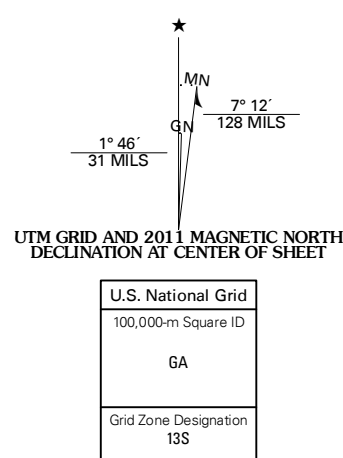 ★
MN
7° 12´
128 MILS
GN
1° 46´
31 MILS
UTM GRID AND 2011 MAGNETIC NORTH
DECLINATION AT CENTER OF SHEET
U.S. National Grid
100,000-m Square ID
GA
Grid Zone Designation
13S